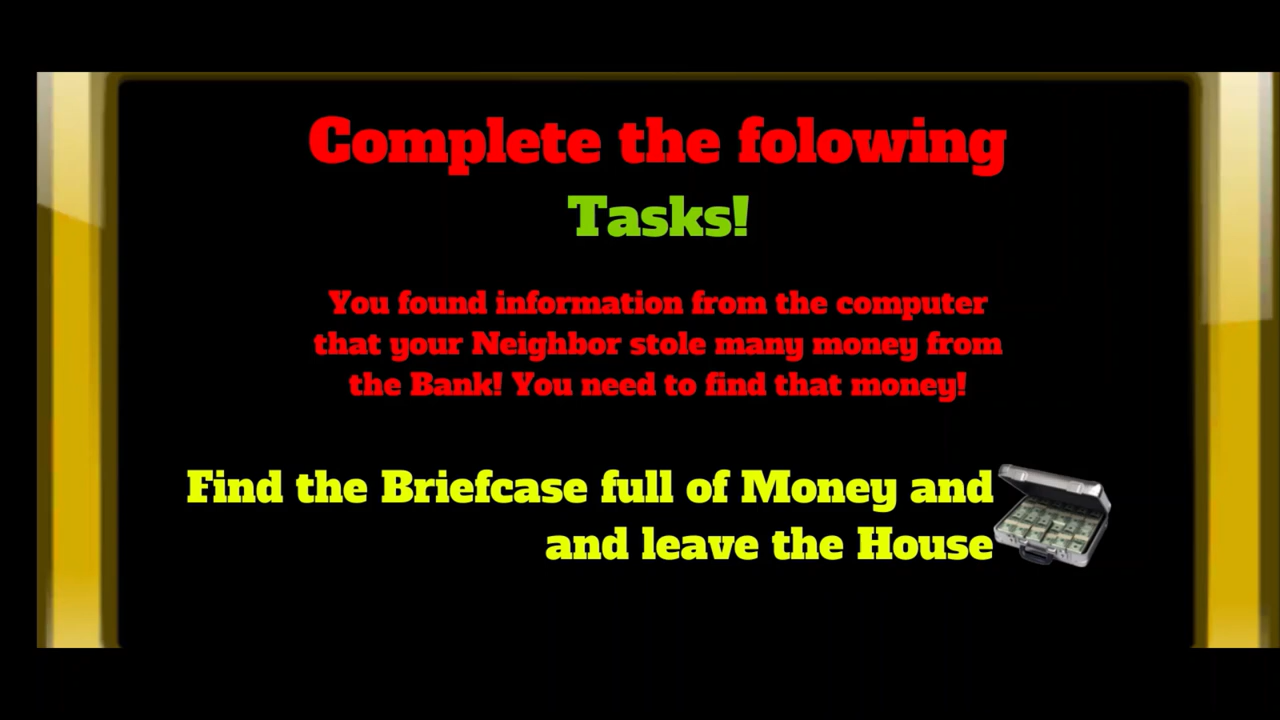 Complete the folowing
Tasks!
You found information from the computer
that your Neighbor stole many money from
the Bank! You need to find that money!
Find the Briefcase full of Money and
and leave the House